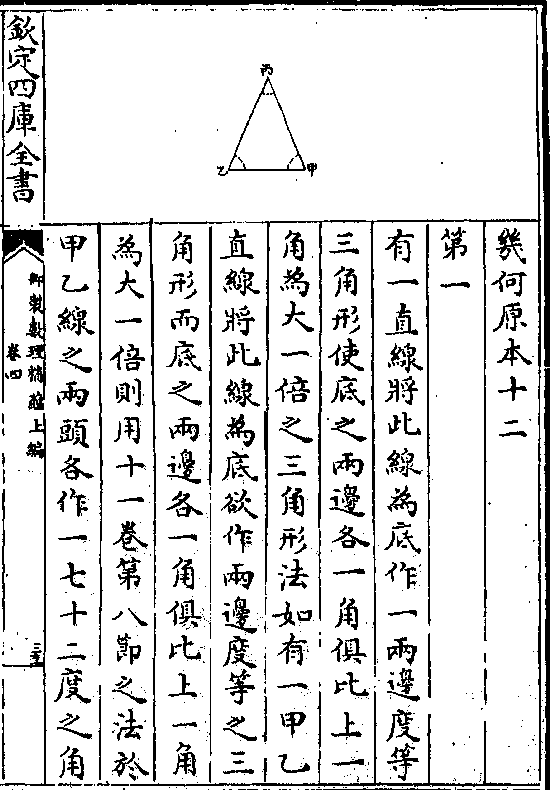 幾何原本十二
第一
有一直線將此線為底作一兩邊度等
三角形使底之兩邊各一角俱比上一
角為大一倍之三角形法如有一甲乙
直線將此線為底欲作兩邊度等之三
角形而底之兩邊各一角俱比上一角
為大一倍則用十一卷第八節之法於
甲乙線之兩頭各作一七十二度之角
丙
乙
甲
欽定四庫全書
御製數理精蘊上編
卷四